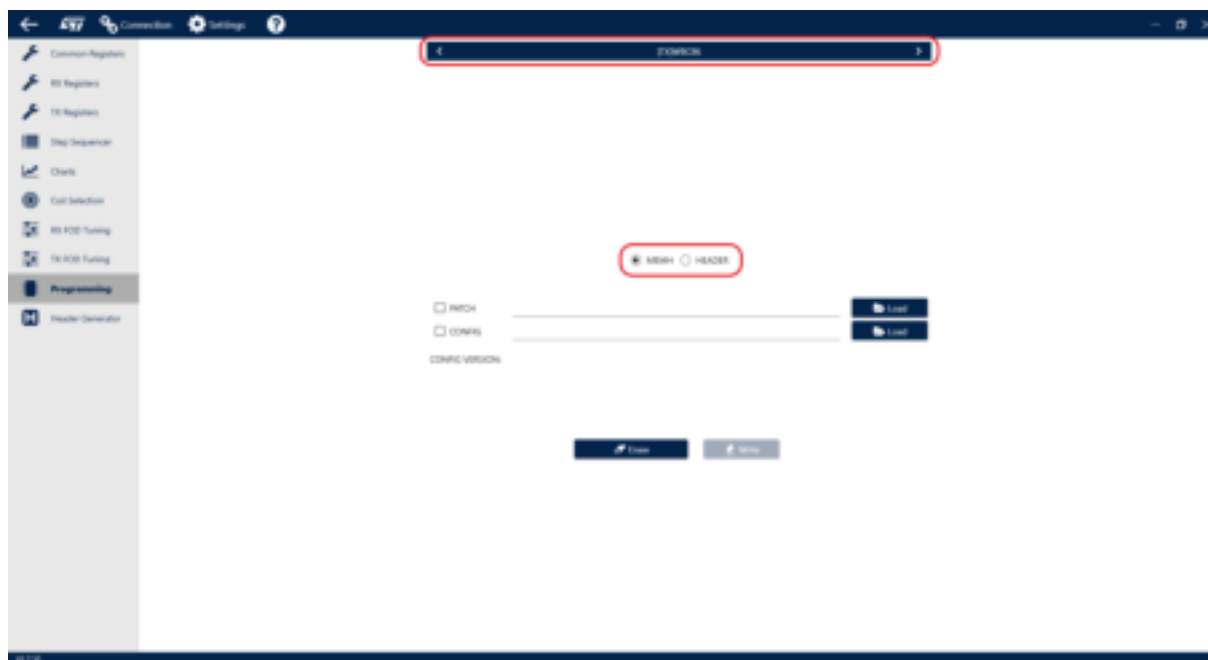 ST Connection Settings ?
Common Registers
RX Registers
TX Registers
Step Sequencer
Charts
Coil Selection
RX FOD Tuning
TX FOD Tuning
Programming
Header Generator
MEMH HEADER
PATCH Load
CONFIG Load
CONFIG VERSION:
Erase Write